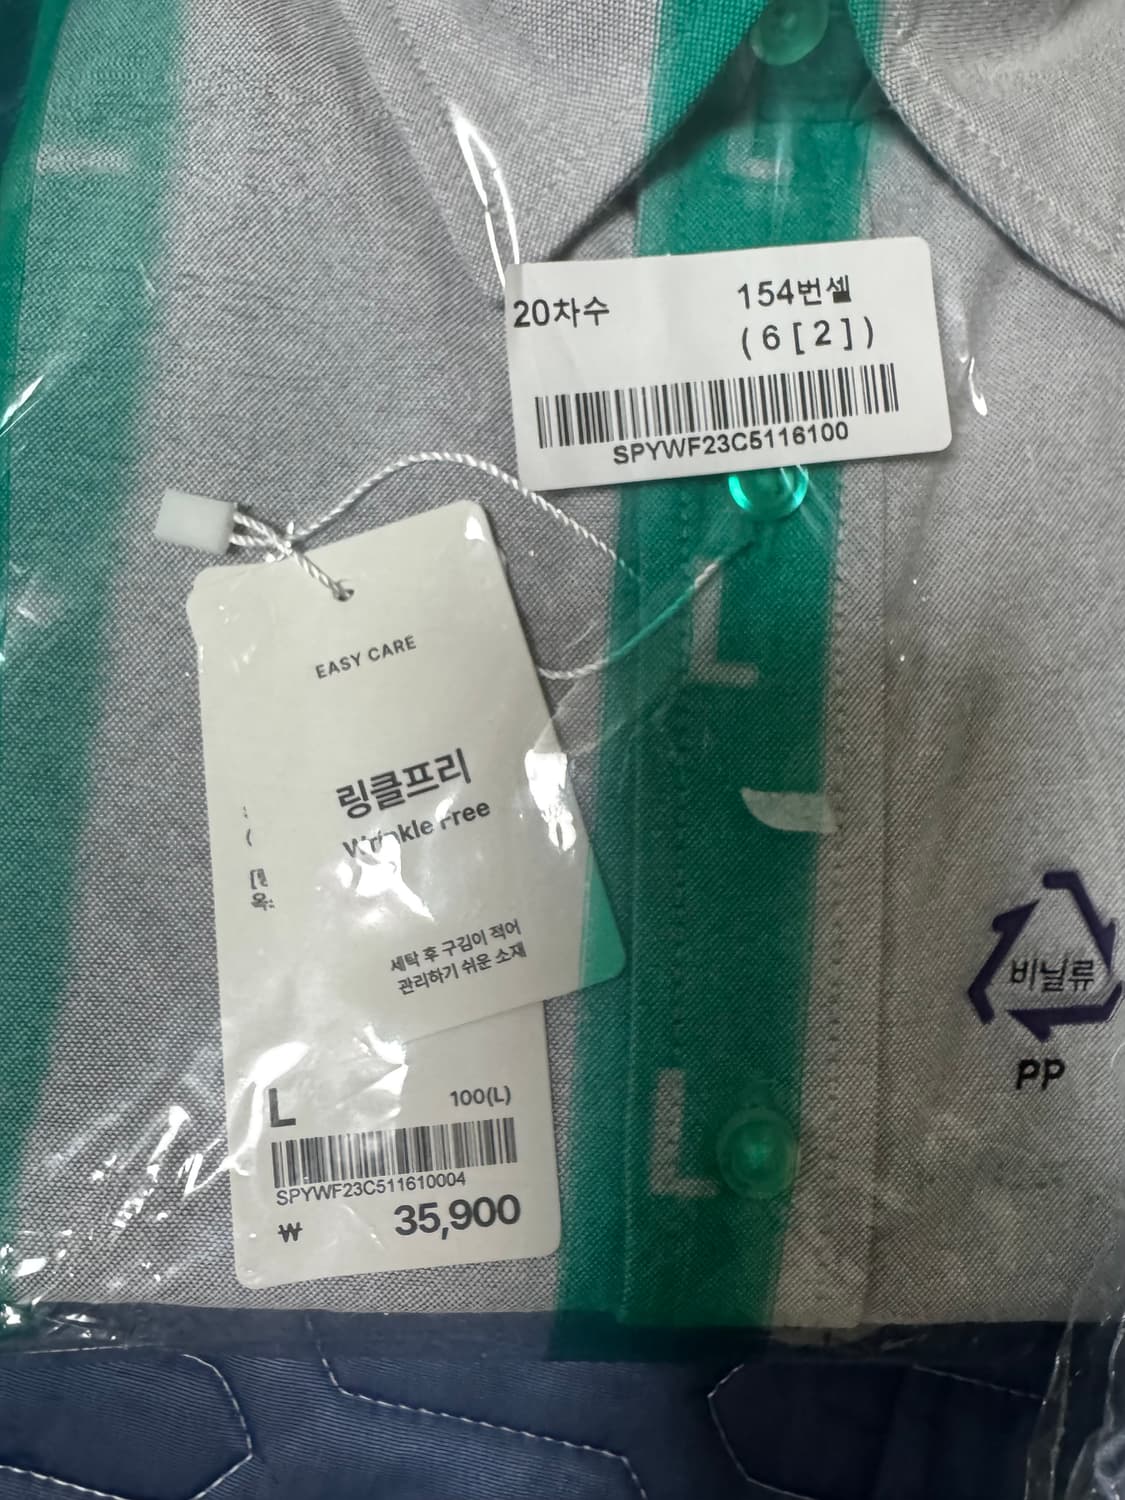 20차수
154번셀
(6[2])
SPYWF23C5116100
EASY CARE
링클프리
Wrinkle Free
세탁 후 구김이 적어
관리하기 쉬운 소재
L
100(L)
SPYWF23C511610004
₩ 35,900
비닐류
PP
L
L
L